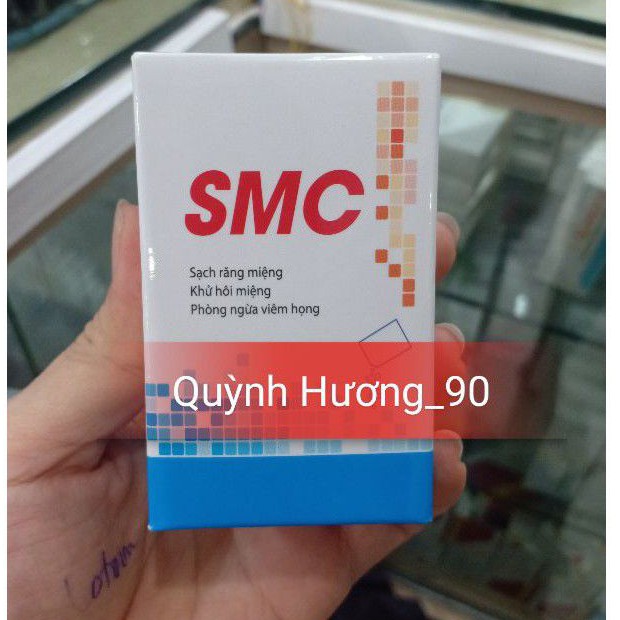 SMC
Sạch răng miệng
Khử hôi miệng
Phòng ngừa viêm họng
Quỳnh Hương_90